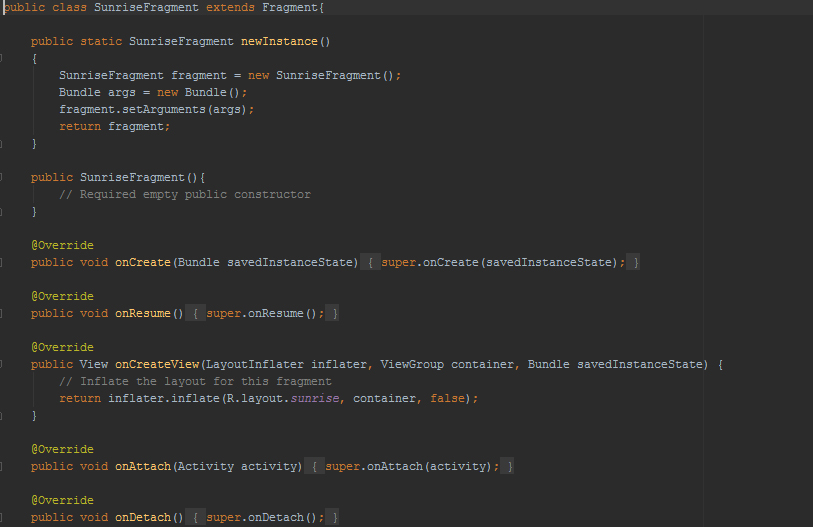 public class SunriseFragment extends Fragment{
public static SunriseFragment newInstance()
{
SunriseFragment fragment = new SunriseFragment();
Bundle args = new Bundle();
fragment.setArguments(args);
return fragment;
}
public SunriseFragment(){
// Required empty public constructor
}
@Override
public void onCreate(Bundle savedInstanceState) { super.onCreate(savedInstanceState); }
@Override
public void onResume() { super.onResume(); }
@Override
public View onCreateView(LayoutInflater inflater, ViewGroup container, Bundle savedInstanceState) {
// Inflate the layout for this fragment
return inflater.inflate(R.layout.sunrise, container, false);
}
@Override
public void onAttach(Activity activity) { super.onAttach(activity); }
@Override
public void onDetach() { super.onDetach(); }